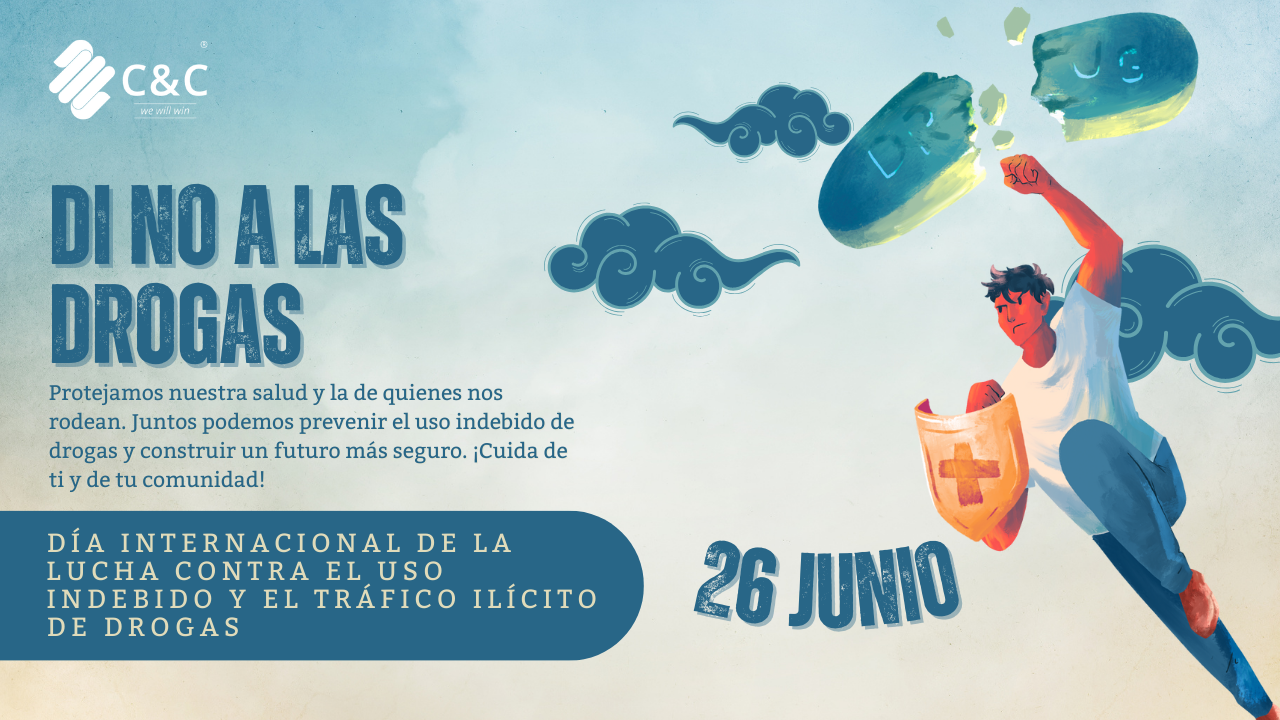 C&C®
we will win
DI NO A LAS
DROGAS
Protejamos nuestra salud y la de quienes nos
rodean. Juntos podemos prevenir el uso indebido de
drogas y construir un futuro más seguro. ¡Cuida de
ti y de tu comunidad!
DÍA INTERNACIONAL DE LA
LUCHA CONTRA EL USO
INDEBIDO Y EL TRÁFICO ILÍCITO
DE DROGAS
26 JUNIO
DR
UG